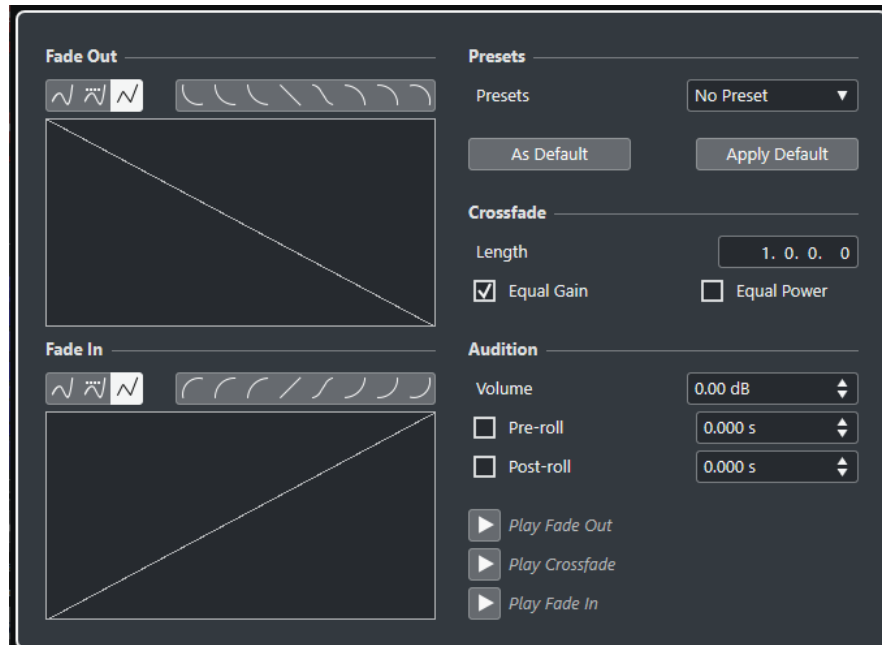 Fade Out
Fade In
Presets
Presets No Preset
As Default Apply Default
Crossfade
Length 1. 0. 0. 0
Equal Gain Equal Power
Audition
Volume 0.00 dB
Pre-roll 0.000 s
Post-roll 0.000 s
Play Fade Out
Play Crossfade
Play Fade In